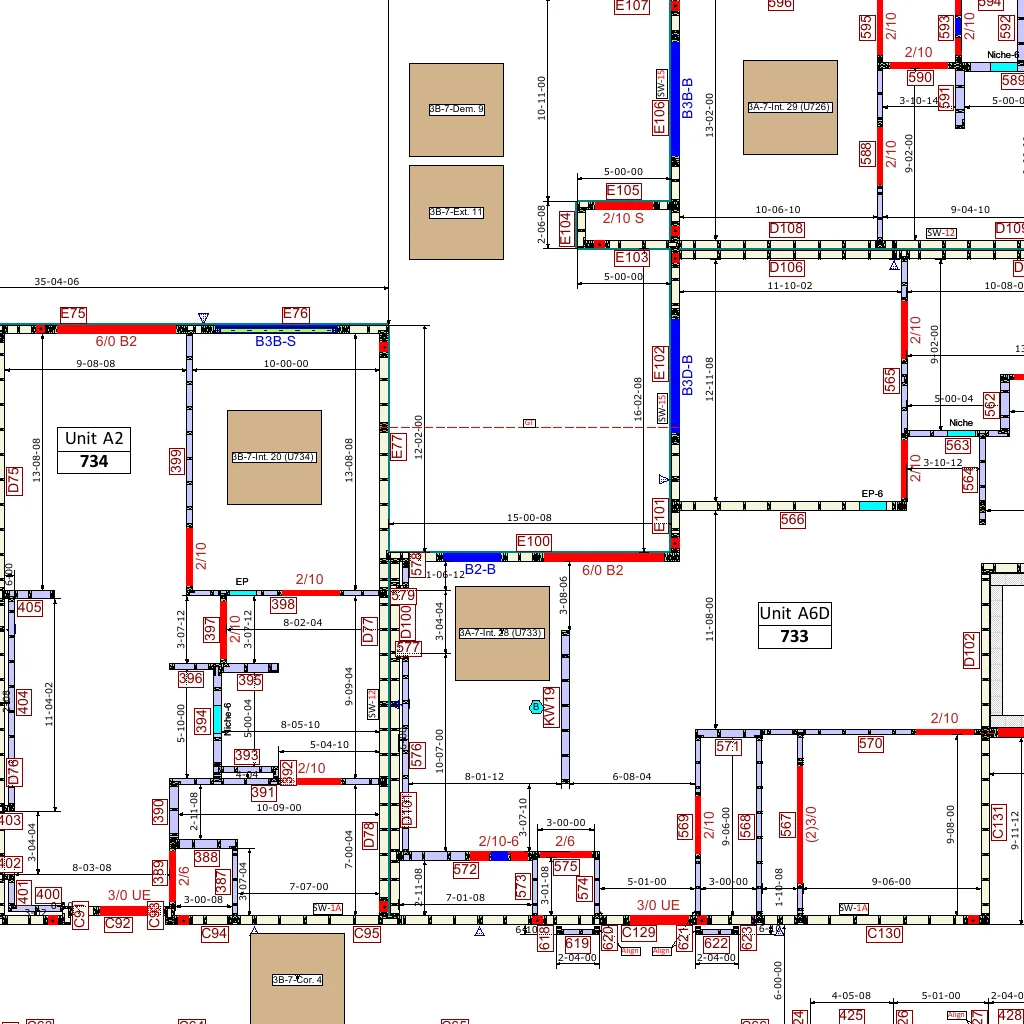 E107
596
594
595
2/10
593
2/10
592
Niche-6
2/10
590
589
3B-7-Dem. 9
10-11-00
SW-15
B3B-B
E106
13-02-00
3A-7-Int. 29 (U726)
3-10-14
591
5-00-0
588
2/10
9-02-00
5-00-00
E105
3B-7-Ext. 11
2-06-08
E104
2/10 S
10-06-10
9-04-10
D108
SW-12
D109
E103
D106
5-00-00
35-04-06
11-10-02
10-08-0
E75
E76
6/0 B2
B3B-S
2/10
9-02-00
9-08-08
10-00-00
E102
B3D-B
12-11-08
565
5-00-04
562
16-02-08
SW-15
GT
Niche
Unit A2
734
13-08-08
399
3B-7-Int. 20 (U734)
13-08-08
E77
12-02-00
563
D75
2/10
3-10-12
564
EP-6
E101
566
15-00-08
E100
2/10
578
B2-B
6/0 B2
1-06-12
EP
2/10
579
405
398
3-08-06
3-04-04
D100
3-07-12
397
2/10
3-07-12
8-02-04
D77
3A-7-Int. 28 (U733)
11-08-00
Unit A6D
733
577
D102
396
395
404
11-04-02
9-09-04
SW-12
394
Niche-6
5-10-00
5-00-04
B
KW19
8-05-10
2/10
576
10-07-00
5-04-10
571
570
393
392
2/10
D76
391
8-01-12
6-08-04
10-09-00
390
2-11-08
D101
403
3-04-04
D78
7-00-04
3-07-10
3-00-00
569
2/10
9-06-00
568
567
(2)3/0
9-08-00
C131
9-11-12
2/10-6
2/6
388
402
8-03-08
389
2/6
387
3-07-04
572
575
2-11-08
573
3-01-08
574
5-01-00
3-00-00
1-10-08
9-06-00
401
400
3/0 UE
7-07-00
3-00-08
7-01-08
3/0 UE
C91
C92
C93
SW-1A
SW-1A
C94
C95
618
619
620
C129
621
622
623
C130
Align
Align
2-04-00
2-04-00
3B-7-Cor. 4
6-00-00
4-05-08
5-01-00
2-04-0
425
Align
428